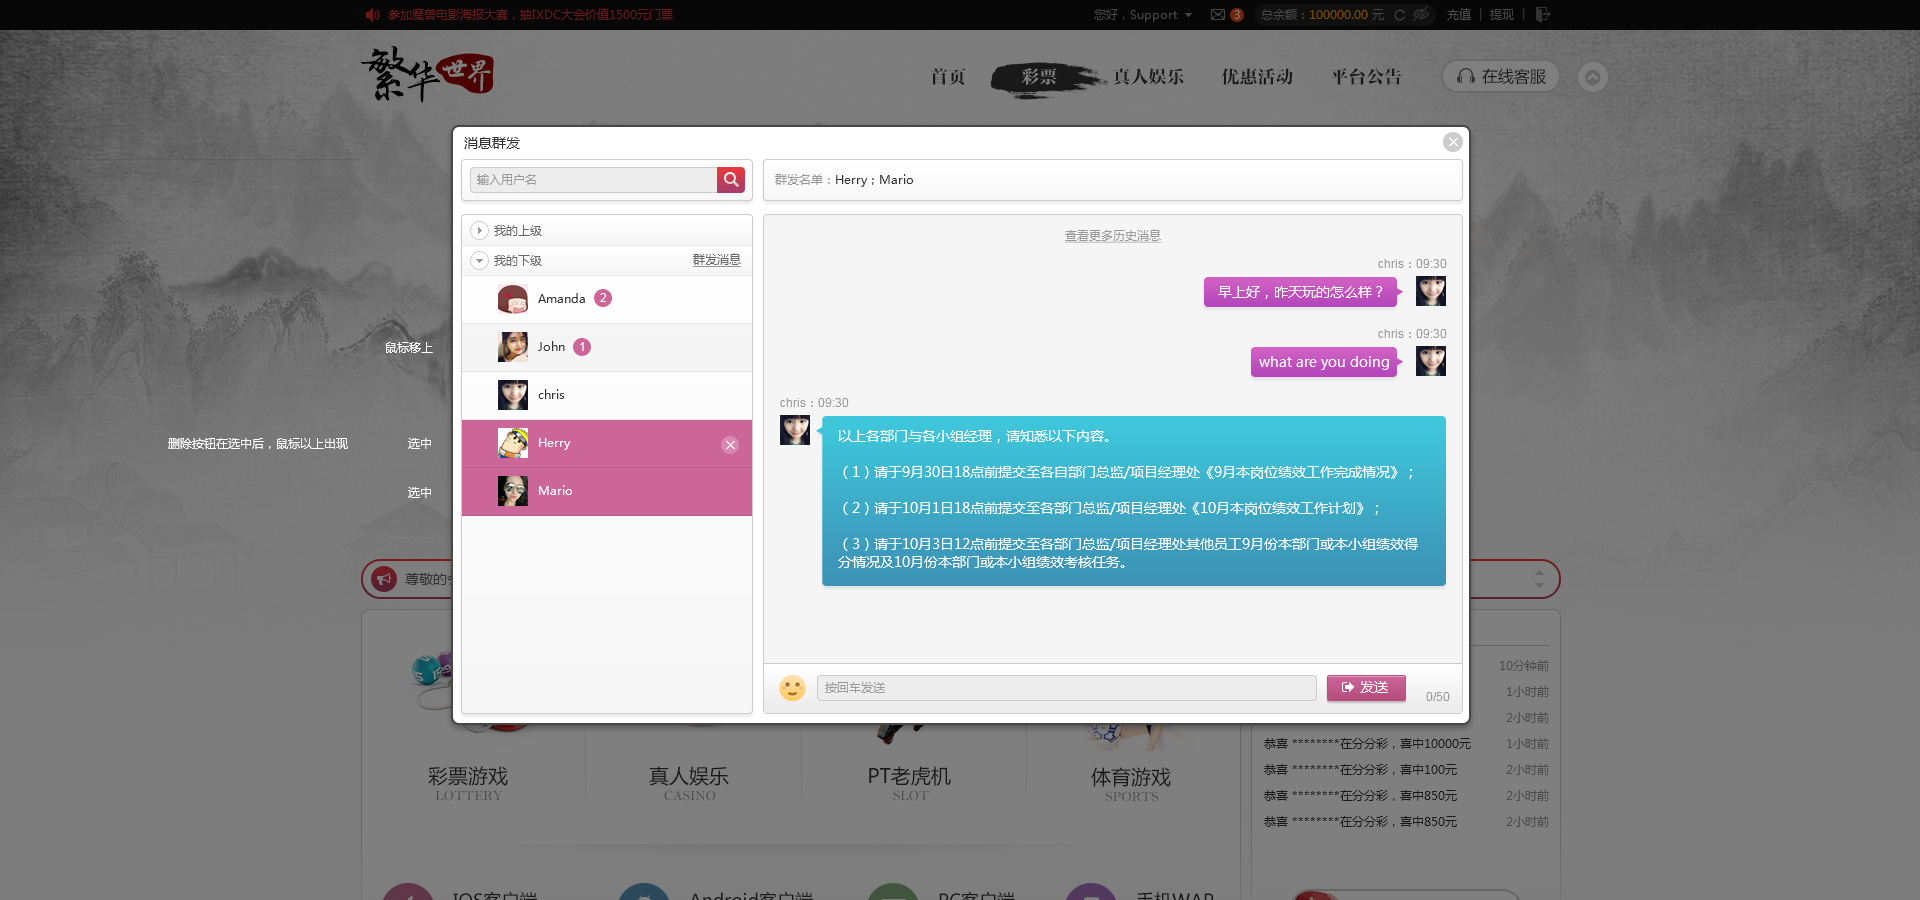 参加魔兽电影海报大赛，抽IXDC大会价值1500元门票
您好，Support
3
总余额：100000.00 元
充值 | 提现 |
繁华世界
首页
彩票
真人娱乐
优惠活动
平台公告
在线客服
消息群发
输入用户名
群发名单：Herry；Mario
我的上级
我的下级
群发消息
Amanda 2
John 1
chris
Herry
Mario
鼠标移上
删除按钮在选中后，鼠标以上出现
选中
选中
查看更多历史消息
chris：09:30
早上好，昨天玩的怎么样？
chris：09:30
what are you doing
chris：09:30
以上各部门与各小组经理，请知悉以下内容。
（1）请于9月30日18点前提交至各自部门总监/项目经理处《9月本岗位绩效工作完成情况》；
（2）请于10月1日18点前提交至各部门总监/项目经理处《10月本岗位绩效工作计划》；
（3）请于10月3日12点前提交至各部门总监/项目经理处其他员工9月份本部门或本小组绩效得
分情况及10月份本部门或本小组绩效考核任务。
按回车发送
发送
0/50
尊敬的
10分钟前
1小时前
2小时前
恭喜 ********在分分彩，喜中10000元 1小时前
恭喜 ********在分分彩，喜中100元 2小时前
恭喜 ********在分分彩，喜中850元 2小时前
恭喜 ********在分分彩，喜中850元 2小时前
彩票游戏
LOTTERY
真人娱乐
CASINO
PT老虎机
SLOT
体育游戏
SPORTS
IOS客户端
Android客户端
PC客户端
手机WAP